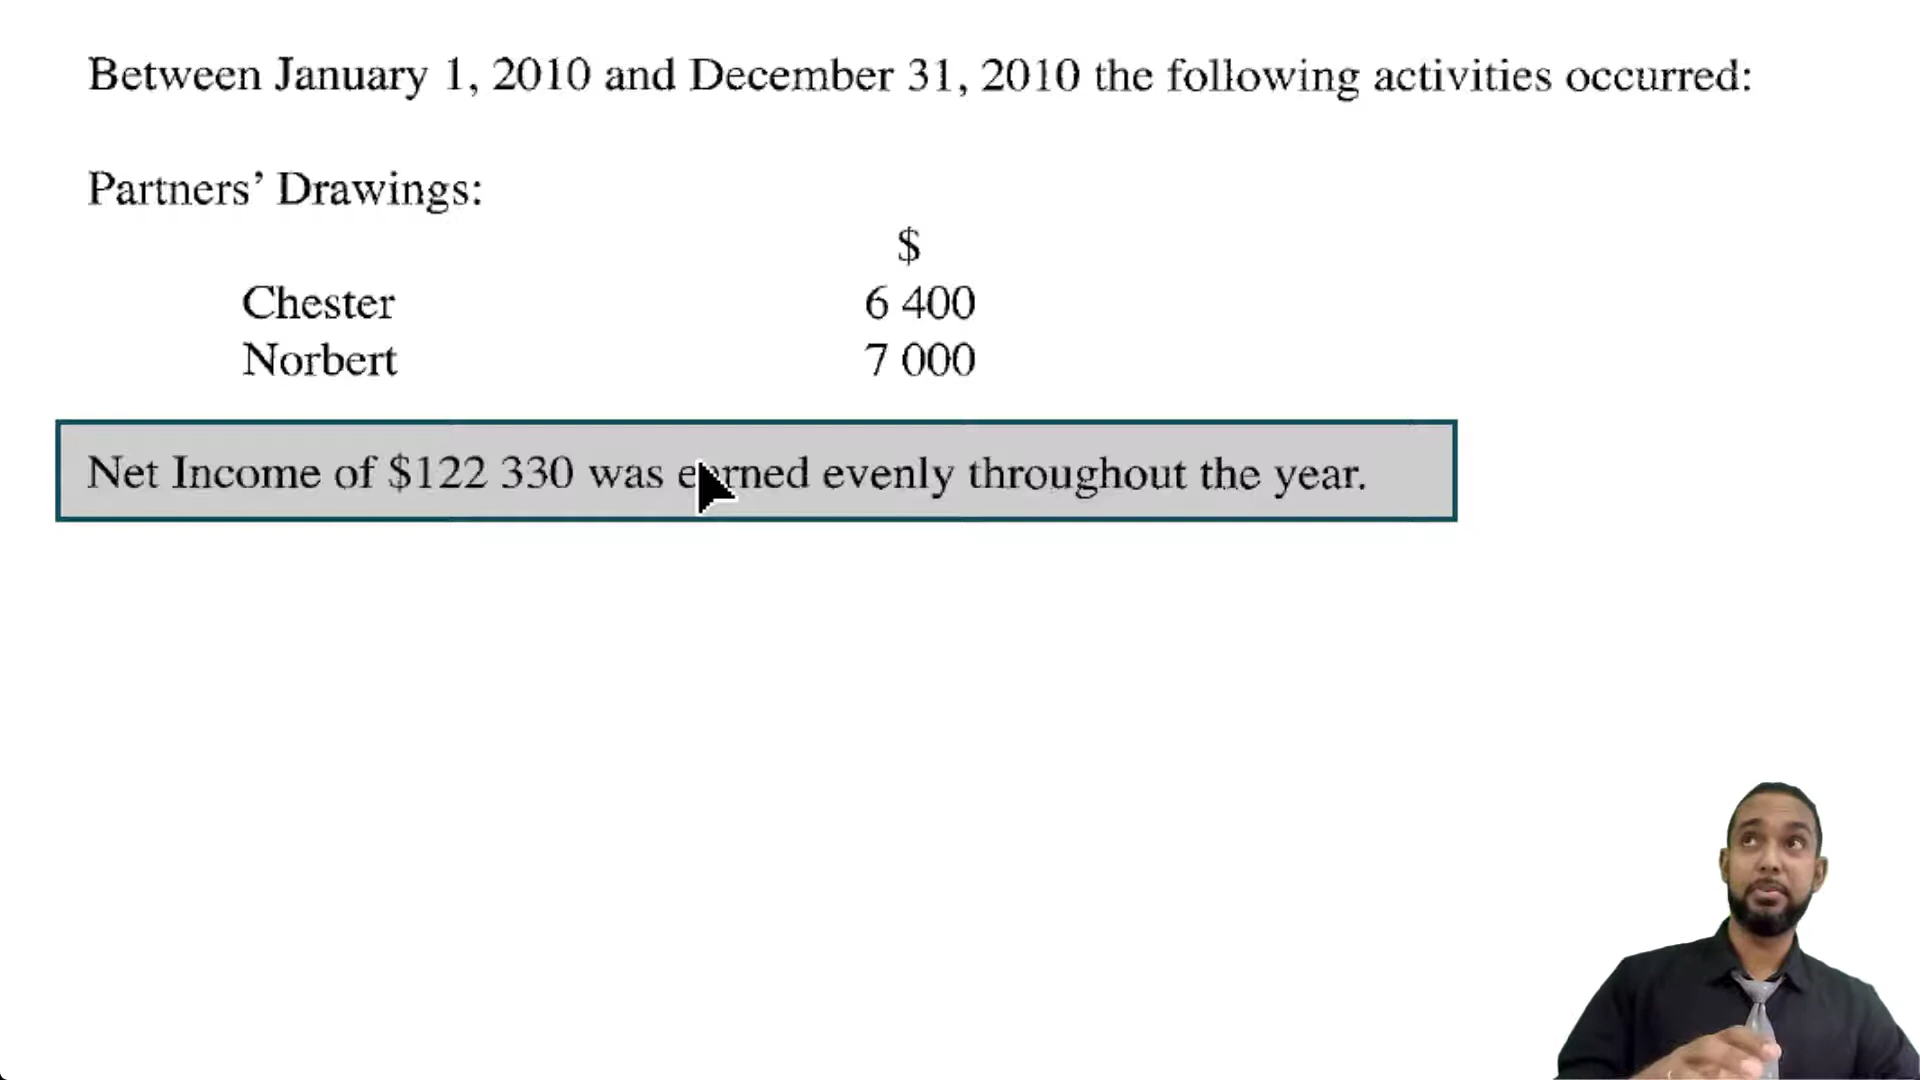 Between January 1, 2010 and December 31, 2010 the following activities occurred:
Partners’ Drawings:
$
Chester 6 400
Norbert 7 000
Net Income of $122 330 was earned evenly throughout the year.